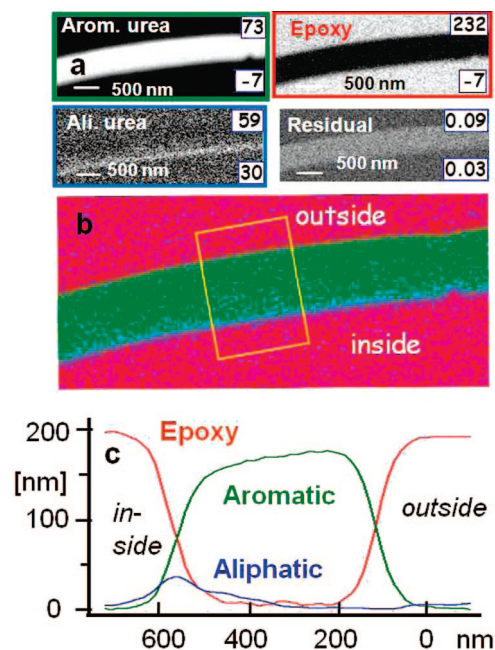 Arom. urea 73
a
500 nm -7
Epoxy 232
500 nm -7
Ali. urea 59
500 nm
30
Residual 0.09
500 nm
0.03
b
outside
inside
200
[nm]
100
0
c
Epoxy
in-
side
Aromatic
Aliphatic
outside
600 400 200 0 nm